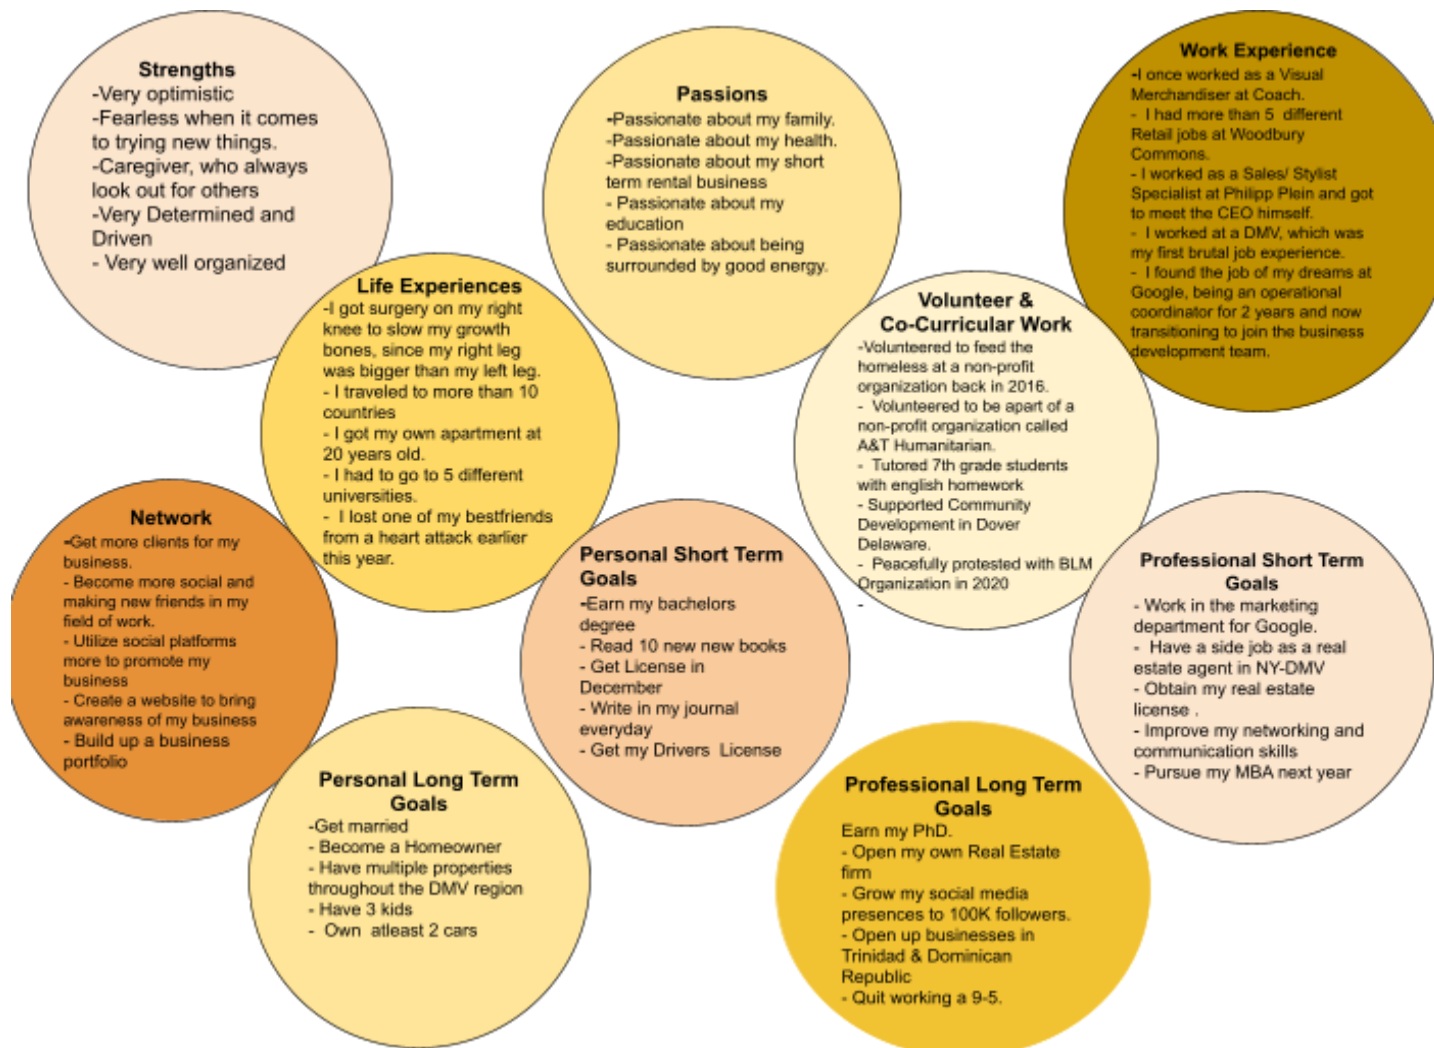 Strengths
-Very optimistic
-Fearless when it comes
to trying new things.
-Caregiver, who always
look out for others
-Very Determined and
Driven
- Very well organized
Passions
-Passionate about my family.
-Passionate about my health.
-Passionate about my short
term rental business
- Passionate about my
education
- Passionate about being
surrounded by good energy.
Work Experience
-I once worked as a Visual
Merchandiser at Coach.
- I had more than 5 different
Retail jobs at Woodbury
Commons.
- I worked as a Sales/ Stylist
Specialist at Philipp Plein and got
to meet the CEO himself.
- I worked at a DMV, which was
my first brutal job experience.
- I found the job of my dreams at
Google, being an operational
coordinator for 2 years and now
transitioning to join the business
development team.
Life Experiences
-I got surgery on my right
knee to slow my growth
bones, since my right leg
was bigger than my left leg.
- I traveled to more than 10
countries
- I got my own apartment at
20 years old.
- I had to go to 5 different
universities.
- I lost one of my bestfriends
from a heart attack earlier
this year.
Volunteer &
Co-Curricular Work
-Volunteered to feed the
homeless at a non-profit
organization back in 2016.
- Volunteered to be apart of a
non-profit organization called
A&T Humanitarian.
- Tutored 7th grade students
with english homework
- Supported Community
Development in Dover
Delaware.
- Peacefully protested with BLM
Organization in 2020
-
Network
-Get more clients for my
business.
- Become more social and
making new friends in my
field of work.
- Utilize social platforms
more to promote my
business
- Create a website to bring
awareness of my business
- Build up a business
portfolio
Personal Short Term
Goals
-Earn my bachelors
degree
- Read 10 new new books
- Get License in
December
- Write in my journal
everyday
- Get my Drivers License
Professional Short Term
Goals
- Work in the marketing
department for Google.
- Have a side job as a real
estate agent in NY-DMV
- Obtain my real estate
license .
- Improve my networking and
communication skills
- Pursue my MBA next year
Personal Long Term
Goals
-Get married
- Become a Homeowner
- Have multiple properties
throughout the DMV region
- Have 3 kids
- Own atleast 2 cars
Professional Long Term
Goals
Earn my PhD.
- Open my own Real Estate
firm
- Grow my social media
presences to 100K followers.
- Open up businesses in
Trinidad & Dominican
Republic
- Quit working a 9-5.